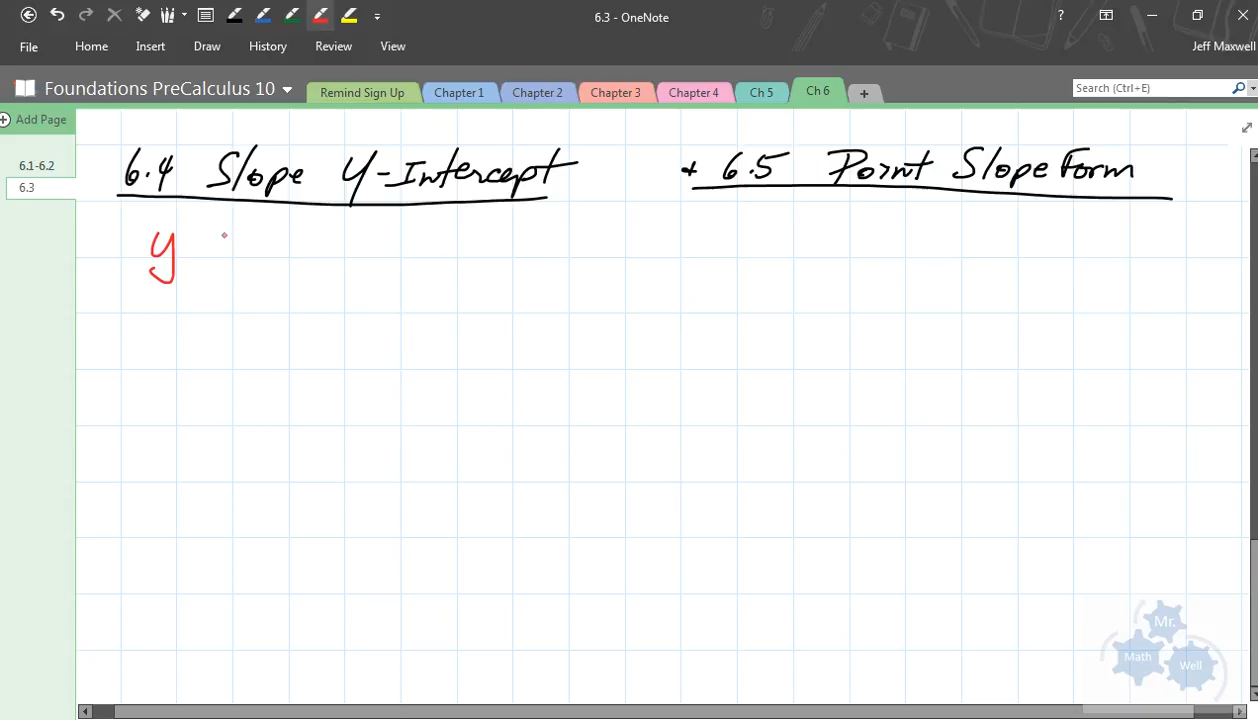 6.3 - OneNote
? Jeff Maxwell
File Home Insert Draw History Review View
Foundations PreCalculus 10 Remind Sign Up Chapter 1 Chapter 2 Chapter 3 Chapter 4 Ch 5 Ch 6 + Search (Ctrl+E)
+ Add Page
6.1-6.2
6.3
6.4 Slope Y-Intercept + 6.5 Point Slope Form
y
Mr. Math Well